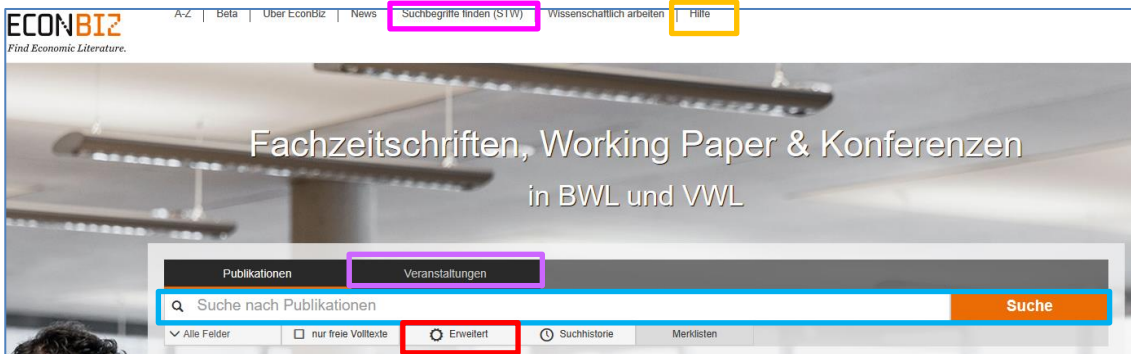 ECONBIZ
Find Economic Literature.
A-Z | Beta | Über EconBiz | News | Suchbegriffe finden (STW) | Wissenschaftlich arbeiten | Hilfe
Fachzeitschriften, Working Paper & Konferenzen
in BWL und VWL
Publikationen Veranstaltungen
Suche nach Publikationen Suche
Alle Felder nur freie Volltexte Erweitert Suchhistorie Merklisten